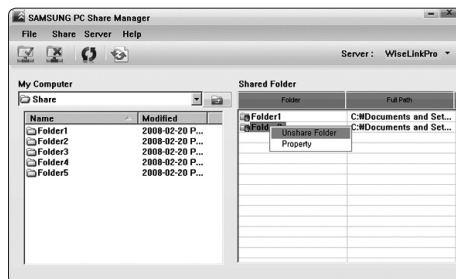 SAMSUNG PC Share Manager
File Share Server Help
Server : WiseLinkPro
My Computer
Share
Name Modified
Folder1 2008-02-20 P...
Folder2 2008-02-20 P...
Folder3 2008-02-20 P...
Folder4 2008-02-20 P...
Folder5 2008-02-20 P...
Shared Folder
Folder Full Path
Folder1 C:₩Documents and Set...
C:₩Documents and Set...
Unshare Folder
Property